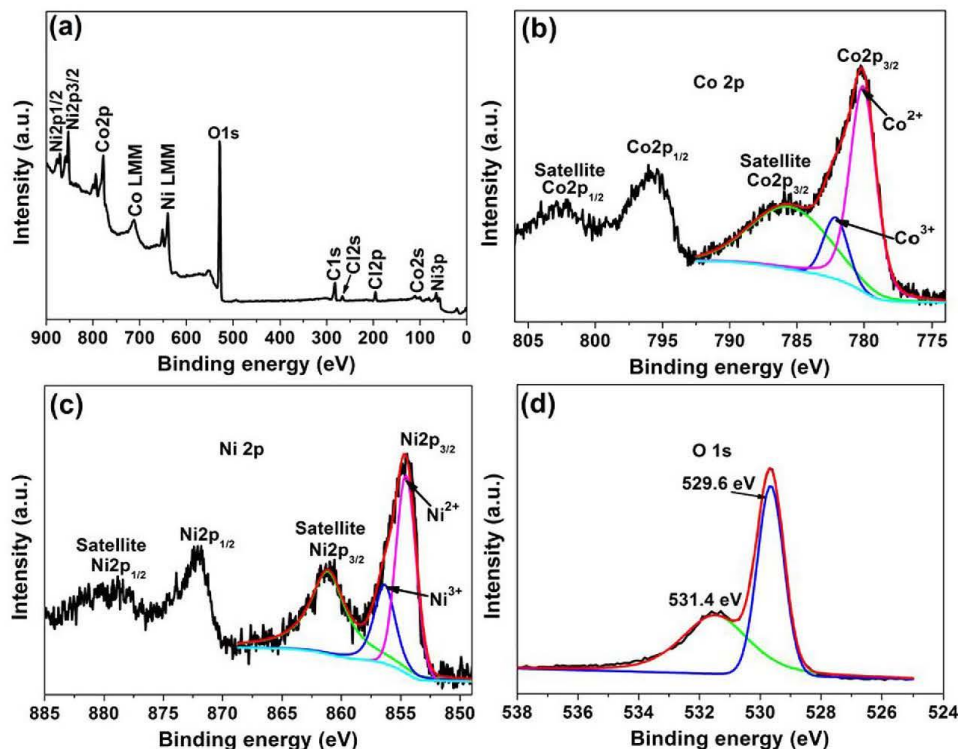 (a)
Ni2p1/2
Ni2p3/2
Co2p
Co LMM
Ni LMM
O1s
C1s
Cl2s
Cl2p
Co2s
Ni3p
Intensity (a.u.)
900 800 700 600 500 400 300 200 100 0
Binding energy (eV)
(b)
Co 2p
Co2p3/2
Co2+
Co2p1/2
Satellite
Co2p1/2
Satellite
Co2p3/2
Co3+
Intensity (a.u.)
805 800 795 790 785 780 775
Binding energy (eV)
(c)
Ni 2p
Ni2p3/2
Ni2+
Ni2p1/2
Satellite
Ni2p1/2
Satellite
Ni2p3/2
Ni3+
Intensity (a.u.)
885 880 875 870 865 860 855 850
Binding energy (eV)
(d)
O 1s
529.6 eV
531.4 eV
Intensity (a.u.)
538 536 534 532 530 528 526 524
Binding energy (eV)